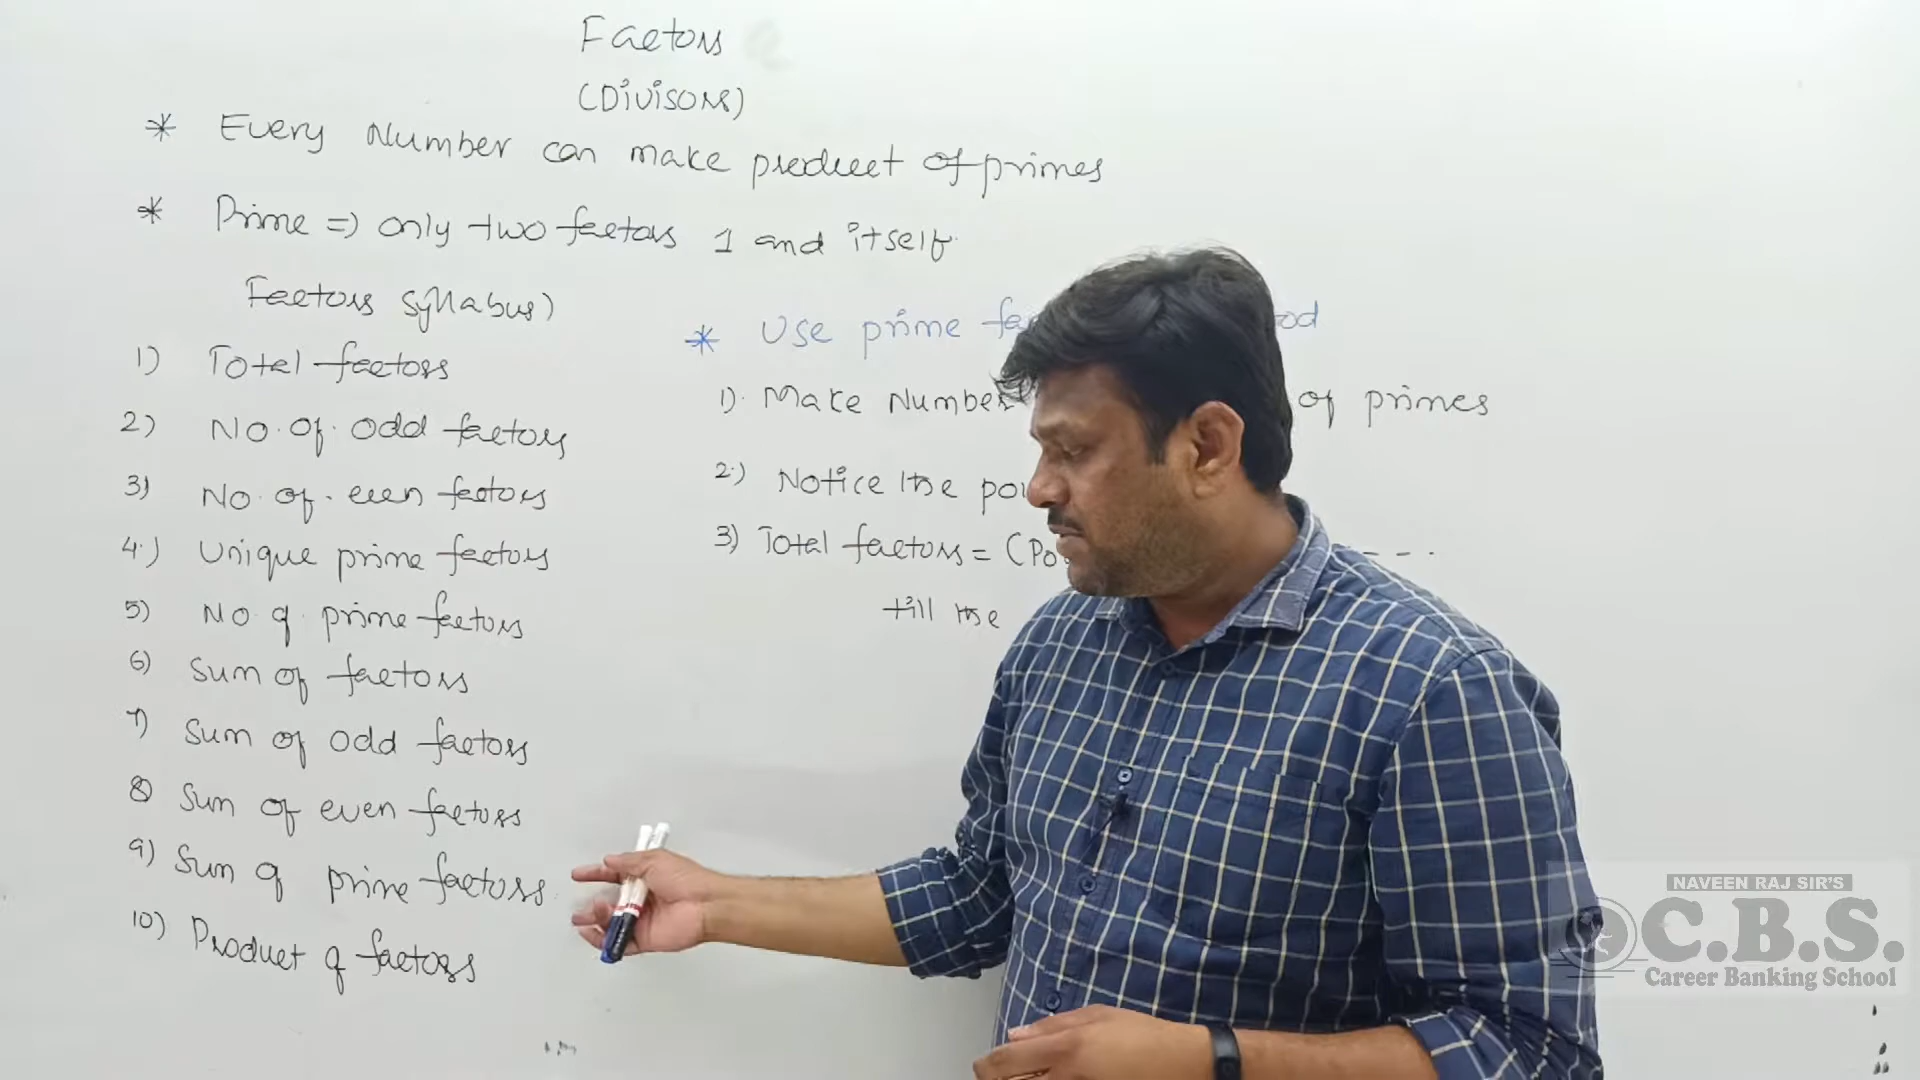 Factors
(Divisors)
* Every Number can make product of primes
* Prime => only two factors 1 and itself.
Factors syllabus)
1) Total factors
2) No. of. odd factors
3) No. of. even factors
4.) Unique prime factors
5) No. of. prime factors
6) Sum of factors
7) Sum of odd factors
8) Sum of even factors
9) Sum of prime factors
10) Product of factors
* Use prime
1). Make Number of primes
2.) Notice the
3) Total factors = (
till the
NAVEEN RAJ SIR'S
C.B.S.
Career Banking School